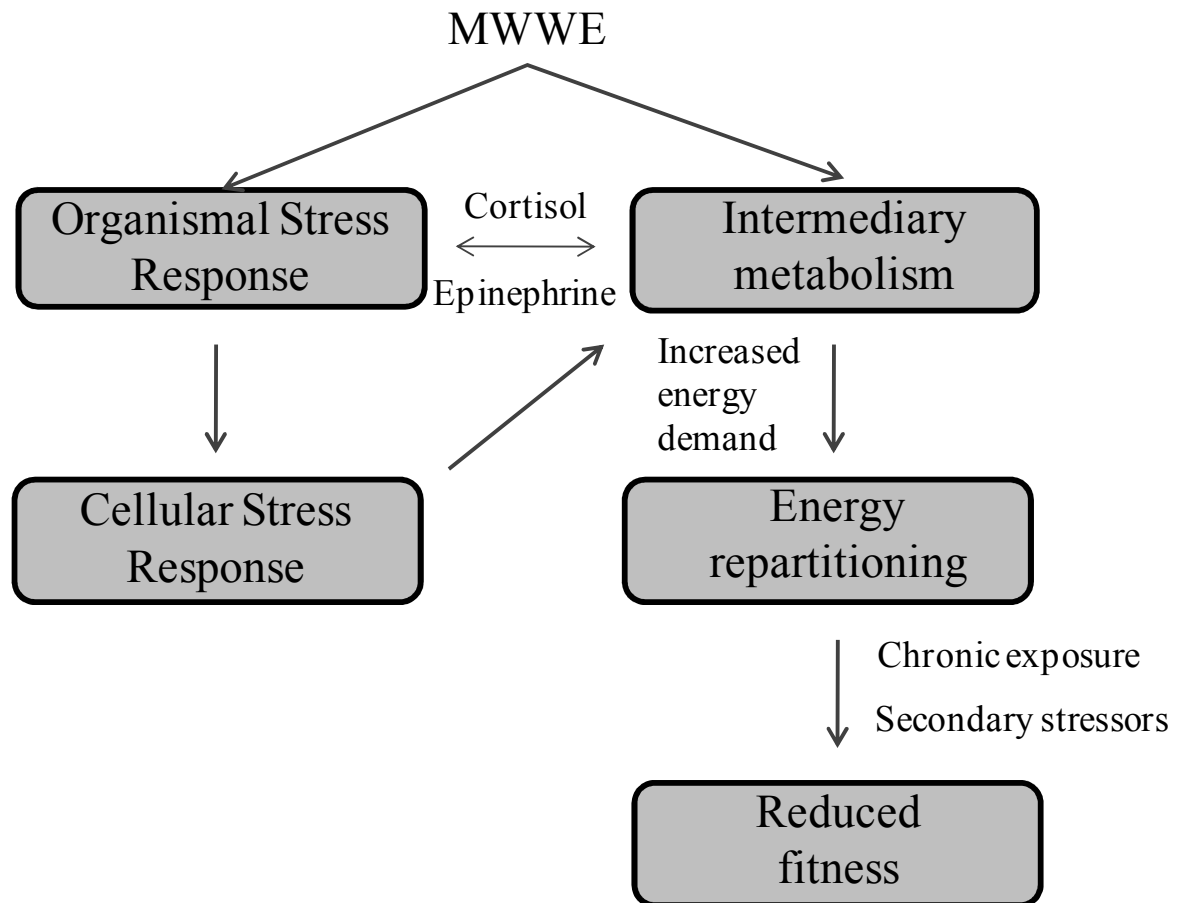 MWWE
Organismal Stress
Response
Cortisol
Epinephrine
Intermediary
metabolism
Increased
energy
demand
Cellular Stress
Response
Energy
repartitioning
Chronic exposure
Secondary stressors
Reduced
fitness